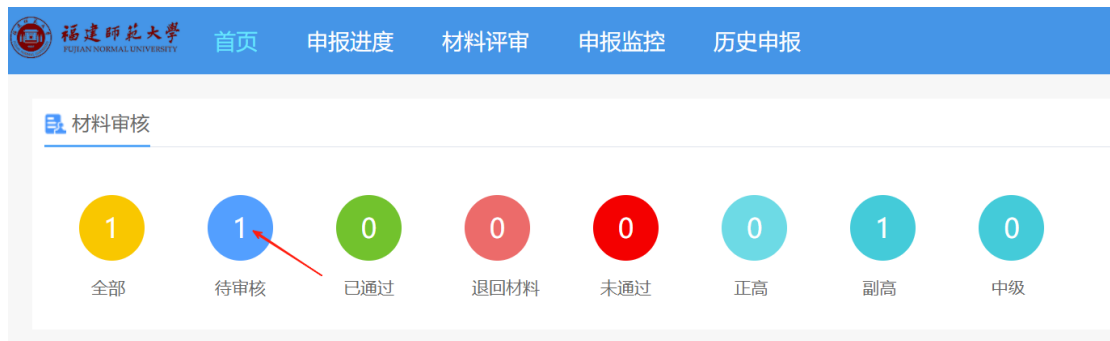 福建師範大學
FUJIAN NORMAL UNIVERSITY
首页 申报进度 材料评审 申报监控 历史申报
材料审核
1 1 0 0 0 0 1 0
全部 待审核 已通过 退回材料 未通过 正高 副高 中级